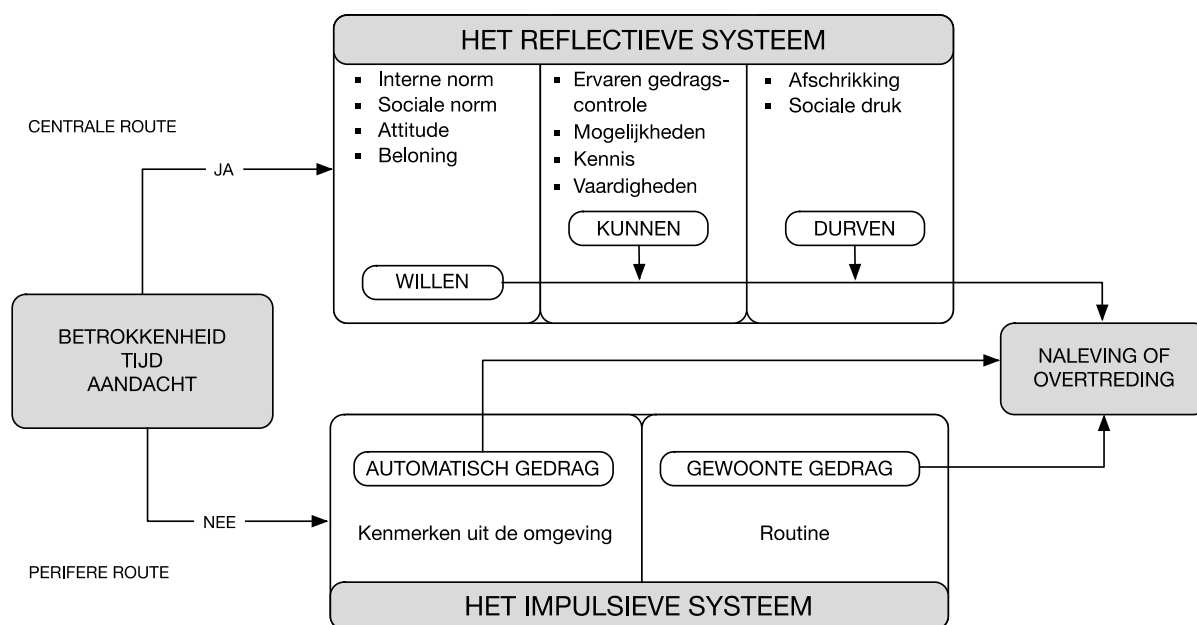 HET REFLECTIEVE SYSTEEM
▪ Interne norm
▪ Sociale norm
▪ Attitude
▪ Beloning
▪ Ervaren gedrags-
controle
▪ Mogelijkheden
▪ Kennis
▪ Vaardigheden
▪ Afschrikking
▪ Sociale druk
CENTRALE ROUTE
JA
KUNNEN
DURVEN
WILLEN
BETROKKENHEID
TIJD
AANDACHT
NALEVING OF
OVERTREDING
AUTOMATISCH GEDRAG
GEWOONTE GEDRAG
NEE
Kenmerken uit de omgeving
Routine
PERIFERE ROUTE
HET IMPULSIEVE SYSTEEM